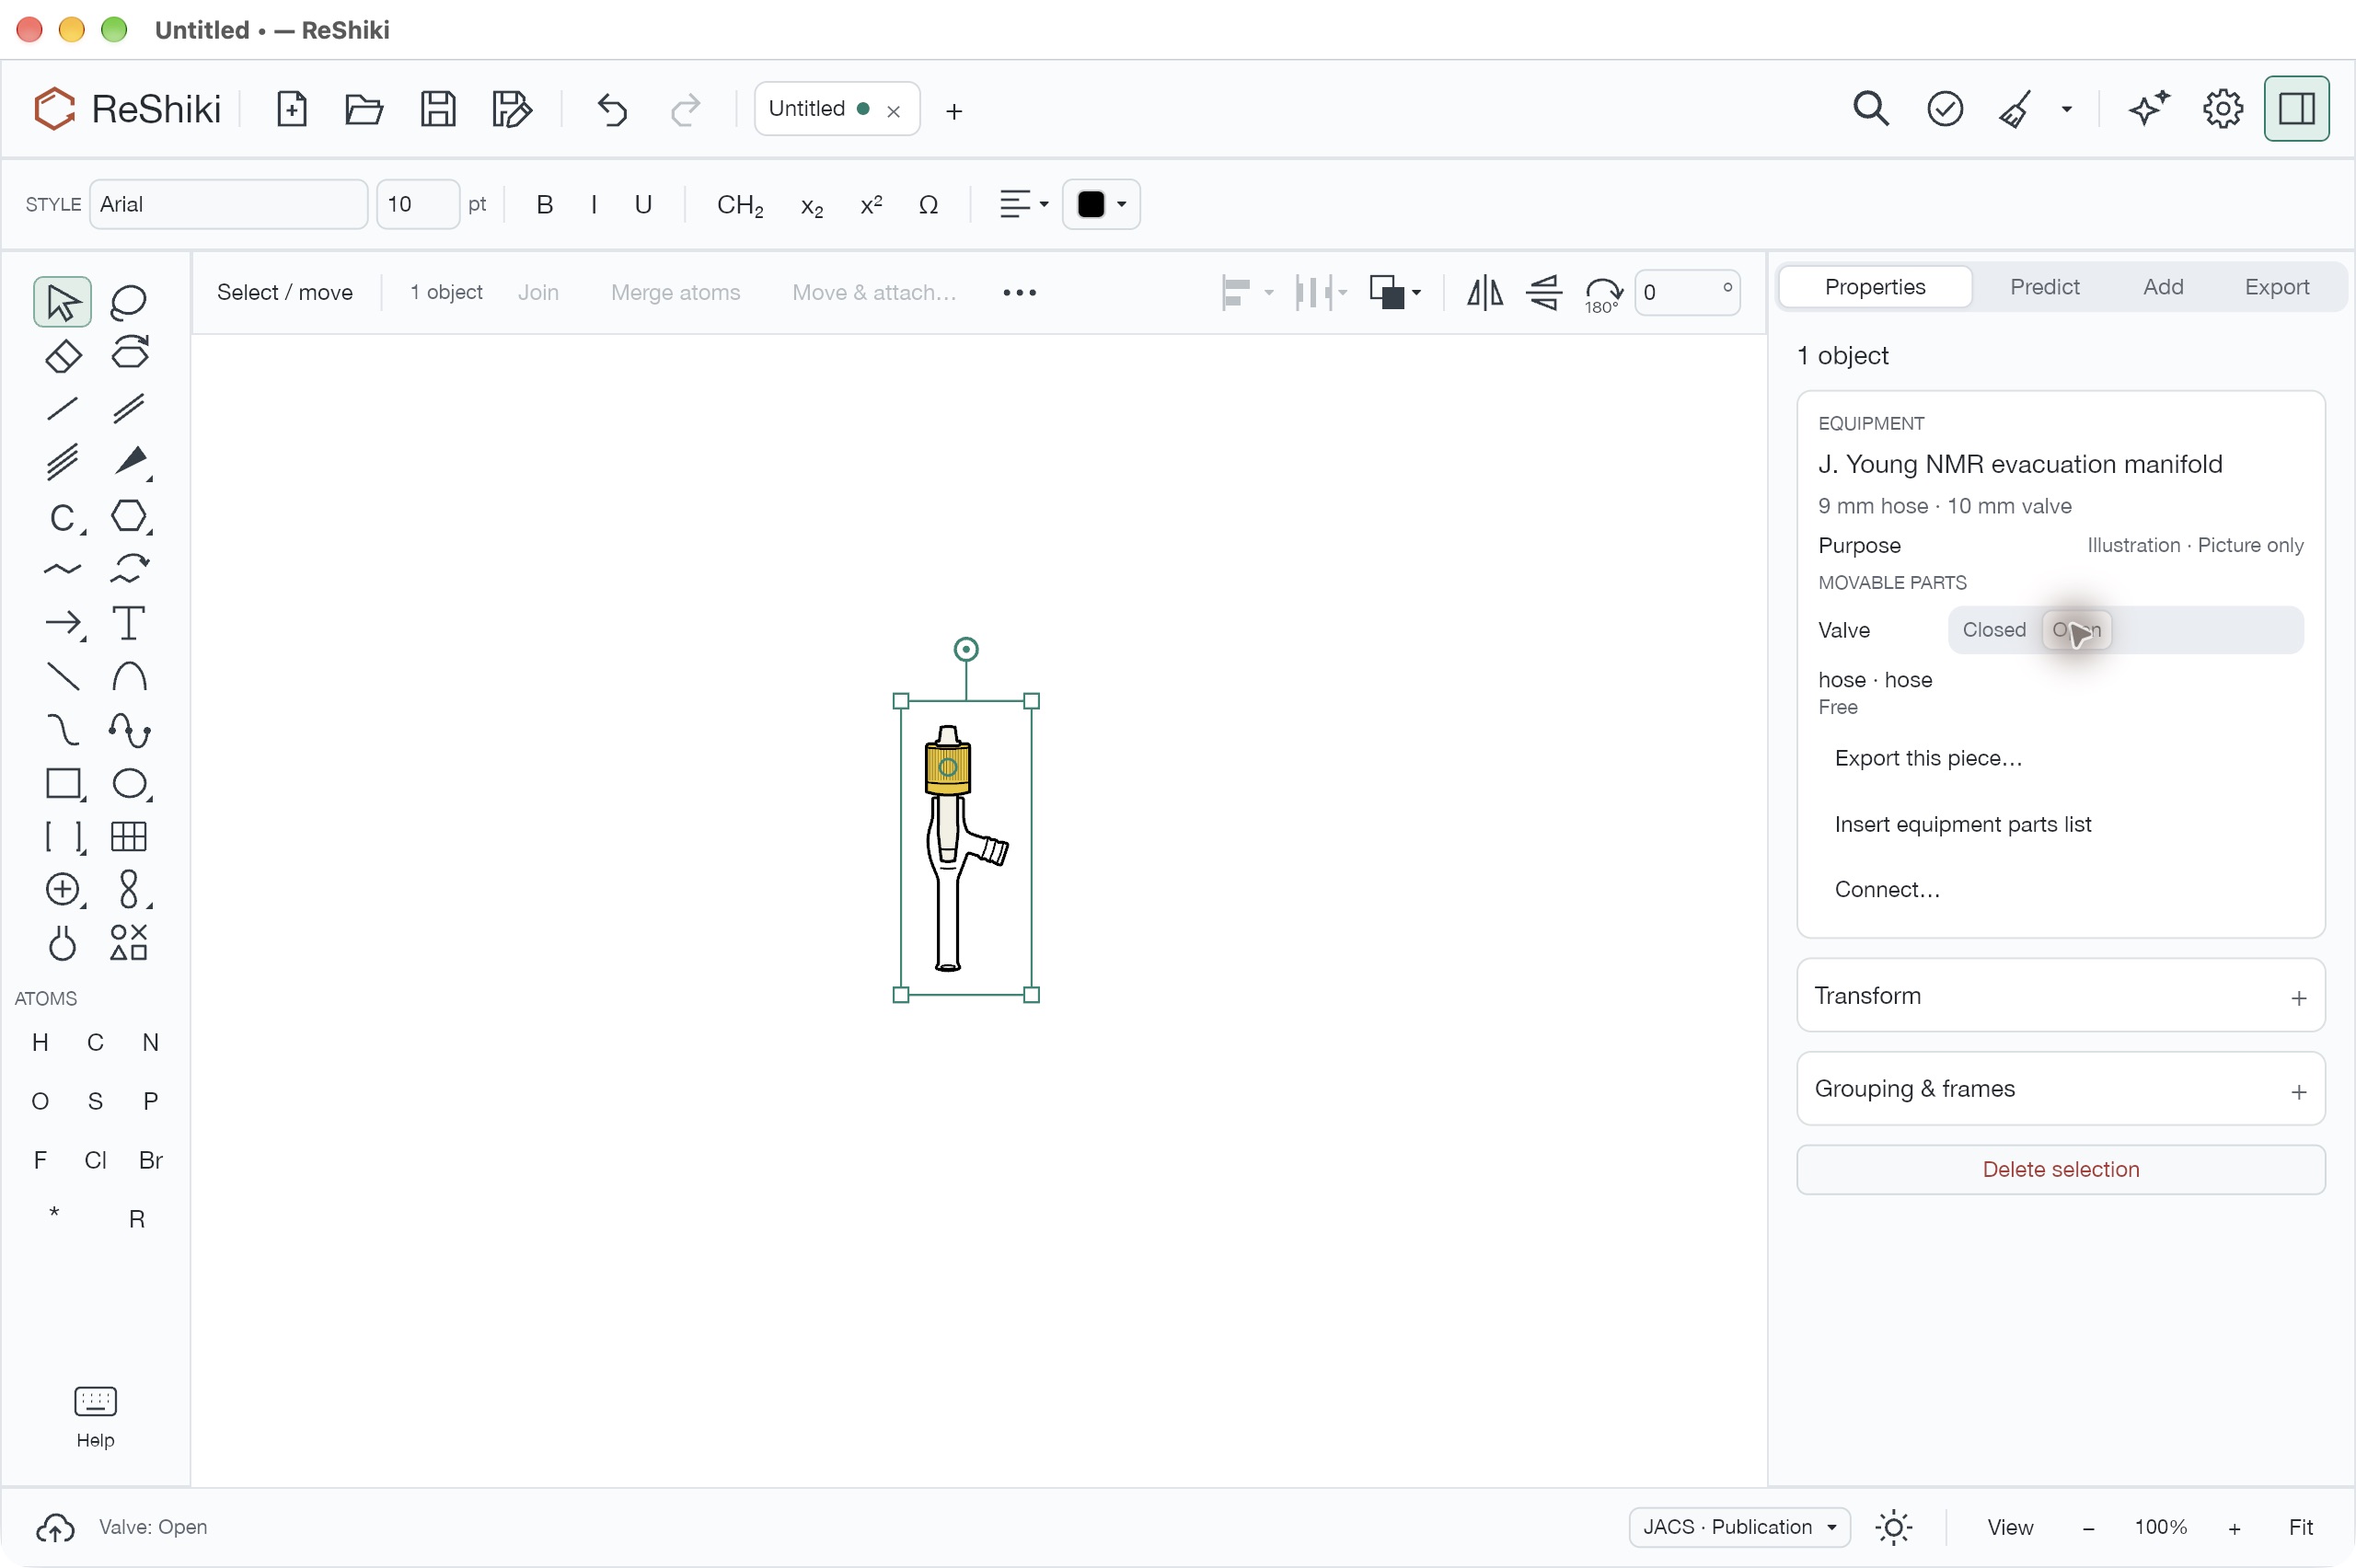 Untitled • — ReShiki
ReShiki
Untitled
STYLE Arial 10 pt B I U CH₂ x₂ x² Ω
Select / move 1 object Join Merge atoms Move & attach... ••• 180° 0 °
Properties Predict Add Export
1 object
EQUIPMENT
J. Young NMR evacuation manifold
9 mm hose · 10 mm valve
Purpose Illustration · Picture only
MOVABLE PARTS
Valve Closed
hose · hose
Free
Export this piece...
Insert equipment parts list
Connect...
Transform +
Grouping & frames +
Delete selection
C
T
[ ]
ATOMS
H C N
O S P
F Cl Br
* R
Help
Valve: Open
JACS · Publication View − 100% + Fit